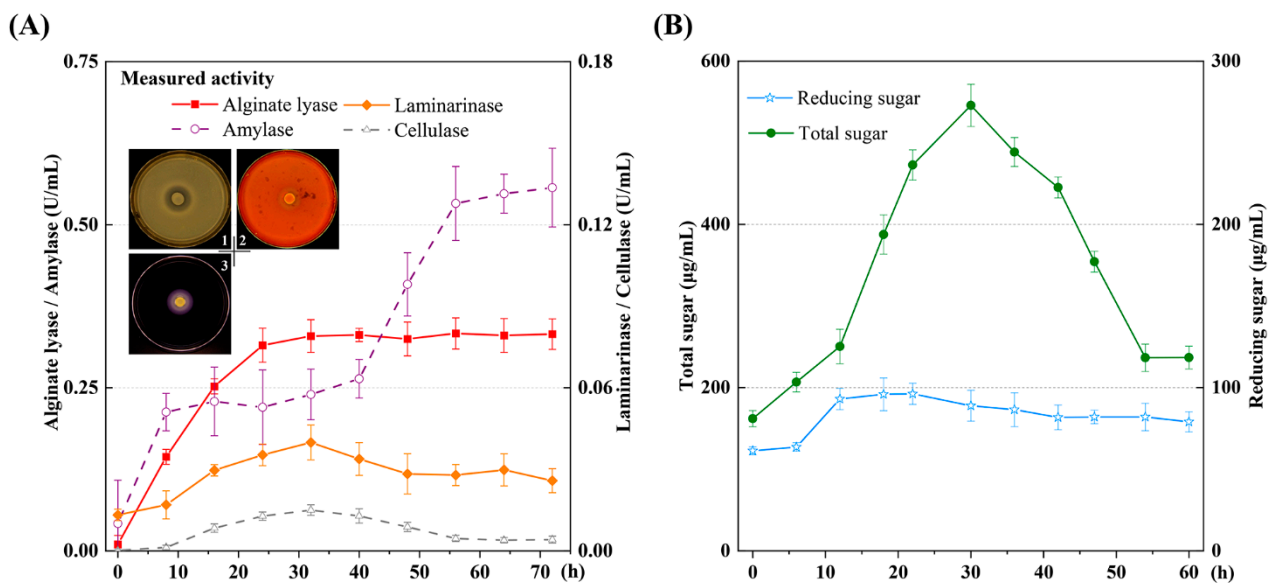 (A)
(B)
Measured activity
Alginate lyase
Laminarinase
Amylase
Cellulase
1
2
3
Alginate lyase / Amylase (U/mL)
0.75
0.50
0.25
0.00
Laminarinase / Cellulase (U/mL)
0.18
0.12
0.06
0.00
0 10 20 30 40 50 60 70 (h)
Reducing sugar
Total sugar
Total sugar (μg/mL)
600
400
200
0
Reducing sugar (μg/mL)
300
200
100
0
0 10 20 30 40 50 60 (h)